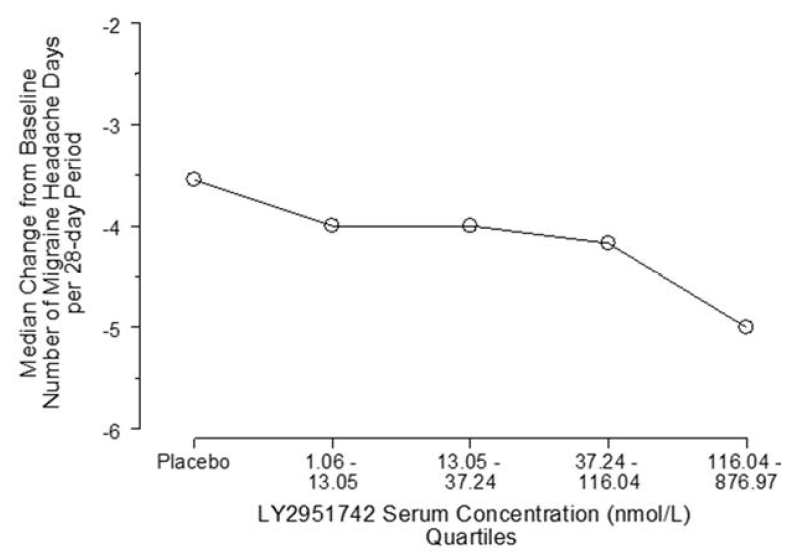 Median Change from Baseline
Number of Migraine Headache Days
per 28-day Period
-2
-3
-4
-5
-6
Placebo
1.06 -
13.05
13.05 -
37.24
37.24 -
116.04
116.04 -
876.97
LY2951742 Serum Concentration (nmol/L)
Quartiles